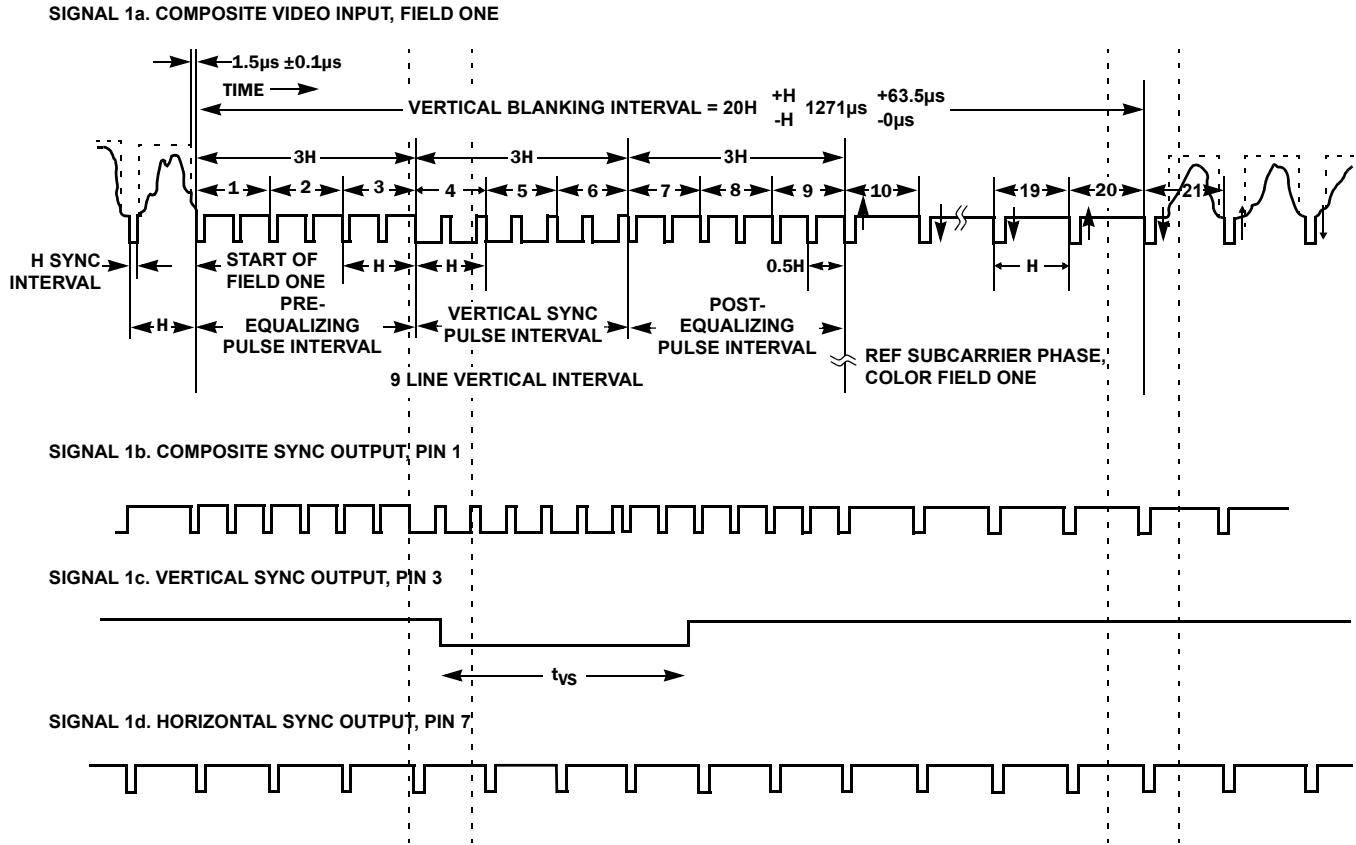 SIGNAL 1a. COMPOSITE VIDEO INPUT, FIELD ONE
1.5µs ±0.1µs
TIME
VERTICAL BLANKING INTERVAL = 20H +H -H 1271µs +63.5µs -0µs
3H 3H 3H
1 2 3 4 5 6 7 8 9 10 19 20 21
H SYNC
INTERVAL
START OF
FIELD ONE
H H 0.5H H
H
PRE-
EQUALIZING
PULSE INTERVAL
VERTICAL SYNC
PULSE INTERVAL
POST-
EQUALIZING
PULSE INTERVAL
REF SUBCARRIER PHASE,
COLOR FIELD ONE
9 LINE VERTICAL INTERVAL
SIGNAL 1b. COMPOSITE SYNC OUTPUT, PIN 1
SIGNAL 1c. VERTICAL SYNC OUTPUT, PIN 3
tVS
SIGNAL 1d. HORIZONTAL SYNC OUTPUT, PIN 7